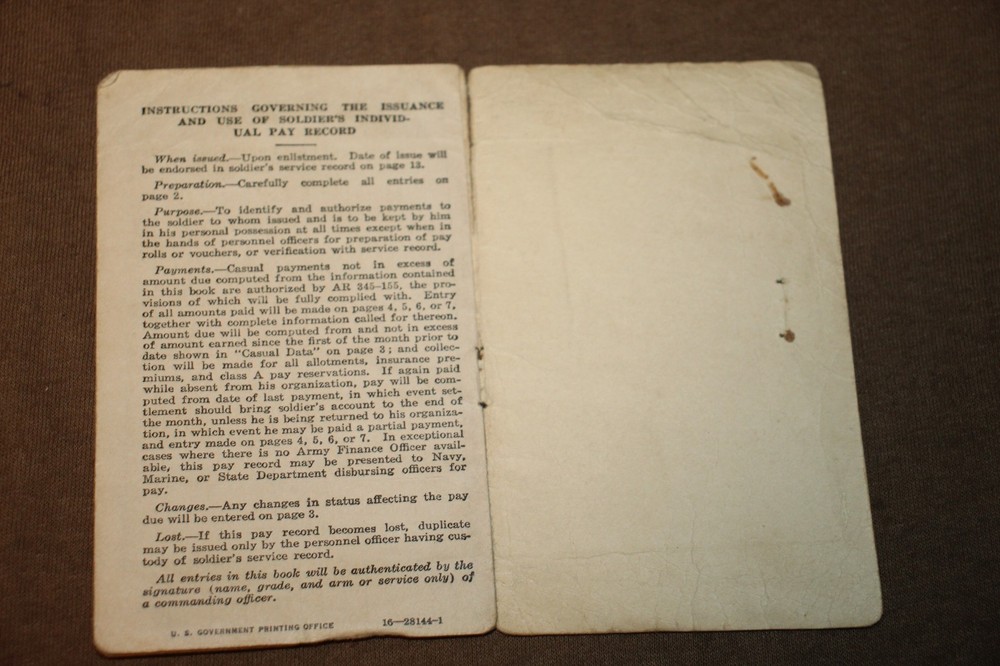 INSTRUCTIONS GOVERNING THE ISSUANCE
AND USE OF SOLDIER'S INDIVID-
UAL PAY RECORD
When issued.—Upon enlistment. Date of issue will
be endorsed in soldier's service record on page 13.
Preparation.—Carefully complete all entries on
page 2.
Purpose.—To identify and authorize payments to
the soldier to whom issued and is to be kept by him
in his personal possession at all times except when in
the hands of personnel officers for preparation of pay
rolls or vouchers, or verification with service record.
Payments.—Casual payments not in excess of
amount due computed from the information contained
in this book are authorized by AR 345–155, the pro-
visions of which will be fully complied with. Entry
of all amounts paid will be made on pages 4, 5, 6, or 7,
together with complete information called for thereon.
Amount due will be computed from and not in excess
of amount earned since the first of the month prior to
date shown in "Casual Data" on page 3; and collec-
tion will be made for all allotments, insurance pre-
miums, and class A pay reservations. If again paid
while absent from his organization, pay will be com-
puted from date of last payment, in which event set-
tlement should bring soldier's account to the end of
the month, unless he is being returned to his organiza-
tion, in which event he may be paid a partial payment,
and entry made on pages 4, 5, 6, or 7. In exceptional
cases where there is no Army Finance Officer avail-
able, this pay record may be presented to Navy,
Marine, or State Department disbursing officers for
pay.
Changes.—Any changes in status affecting the pay
due will be entered on page 3.
Lost.—If this pay record becomes lost, duplicate
may be issued only by the personnel officer having cus-
tody of soldier's service record.
All entries in this book will be authenticated by the
signature (name, grade, and arm or service only) of
a commanding officer.
U. S. GOVERNMENT PRINTING OFFICE 16—28144-1